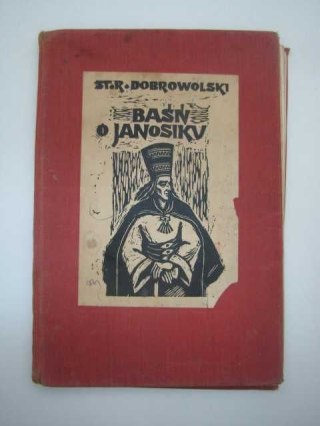 ST.R. DOBROWOLSKI
BAŚŃ
O JANOSIKU